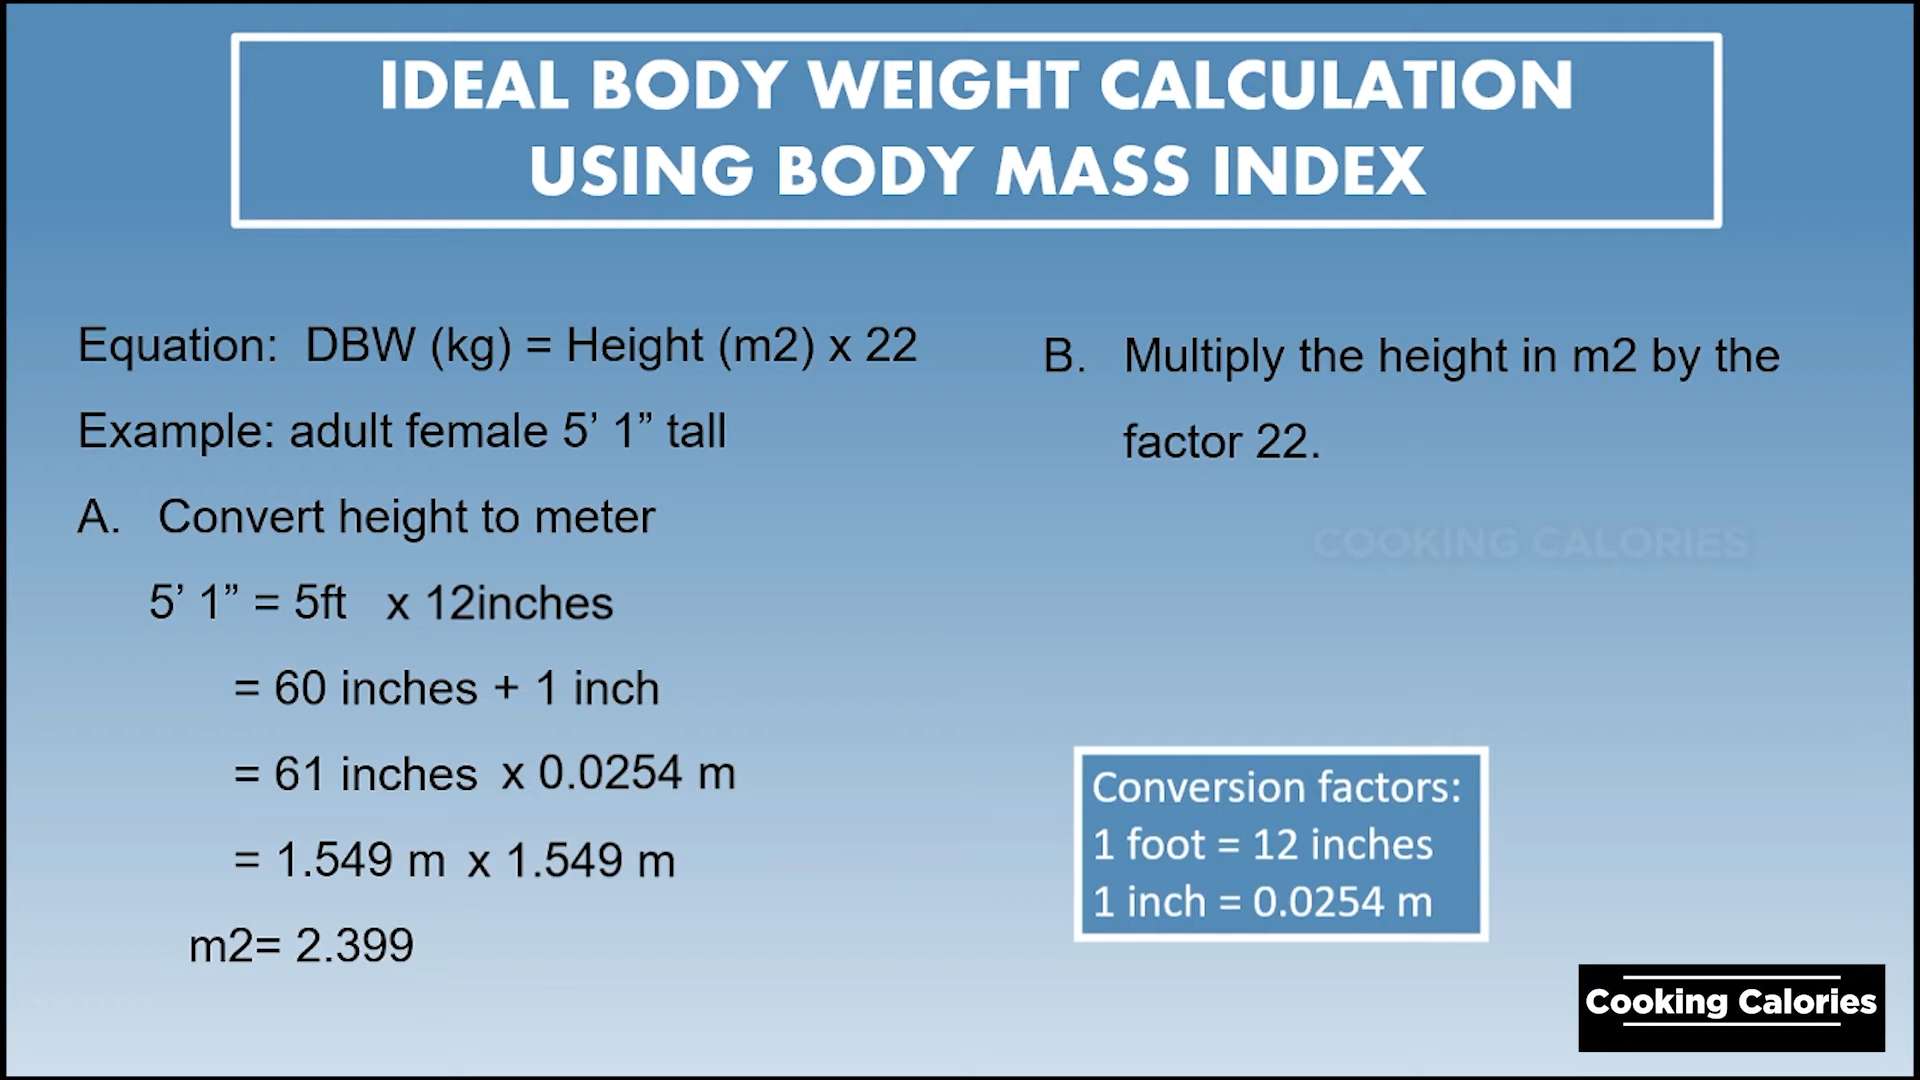 IDEAL BODY WEIGHT CALCULATION
USING BODY MASS INDEX
Equation: DBW (kg) = Height (m2) x 22
Example: adult female 5’ 1” tall
A. Convert height to meter
5’ 1” = 5ft x 12inches
= 60 inches + 1 inch
= 61 inches x 0.0254 m
= 1.549 m x 1.549 m
m2= 2.399
B. Multiply the height in m2 by the
factor 22.
COOKING CALORIES
Conversion factors:
1 foot = 12 inches
1 inch = 0.0254 m
Cooking Calories